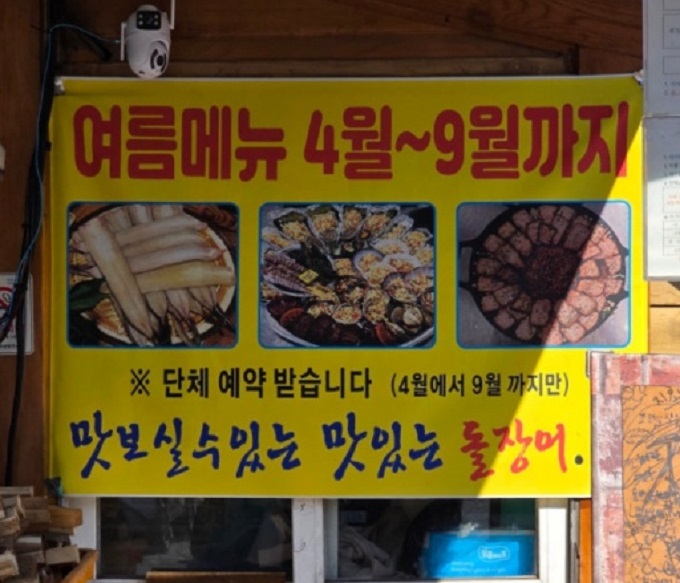 여름메뉴 4월~9월까지
※ 단체 예약 받습니다 (4월에서 9월 까지만)
맛보실수있는 맛있는 돌장어.